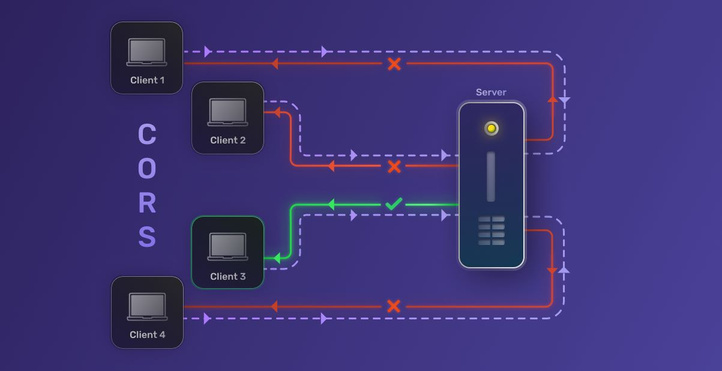 Client 1
Client 2
Server
C
O
R
S
Client 3
Client 4